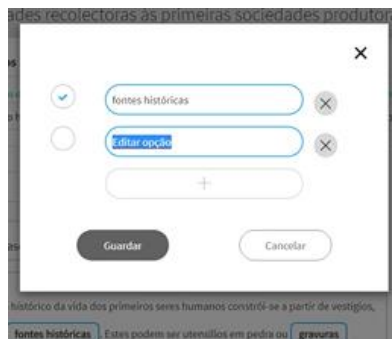 ades recolectoras às primeiras sociedades produtor
fontes históricas
Editar opção
Guardar
Cancelar
histórico da vida dos primeiros seres humanos constrói-se a partir de vestígios,
fontes históricas . Estes podem ser utensílios em pedra ou gravuras